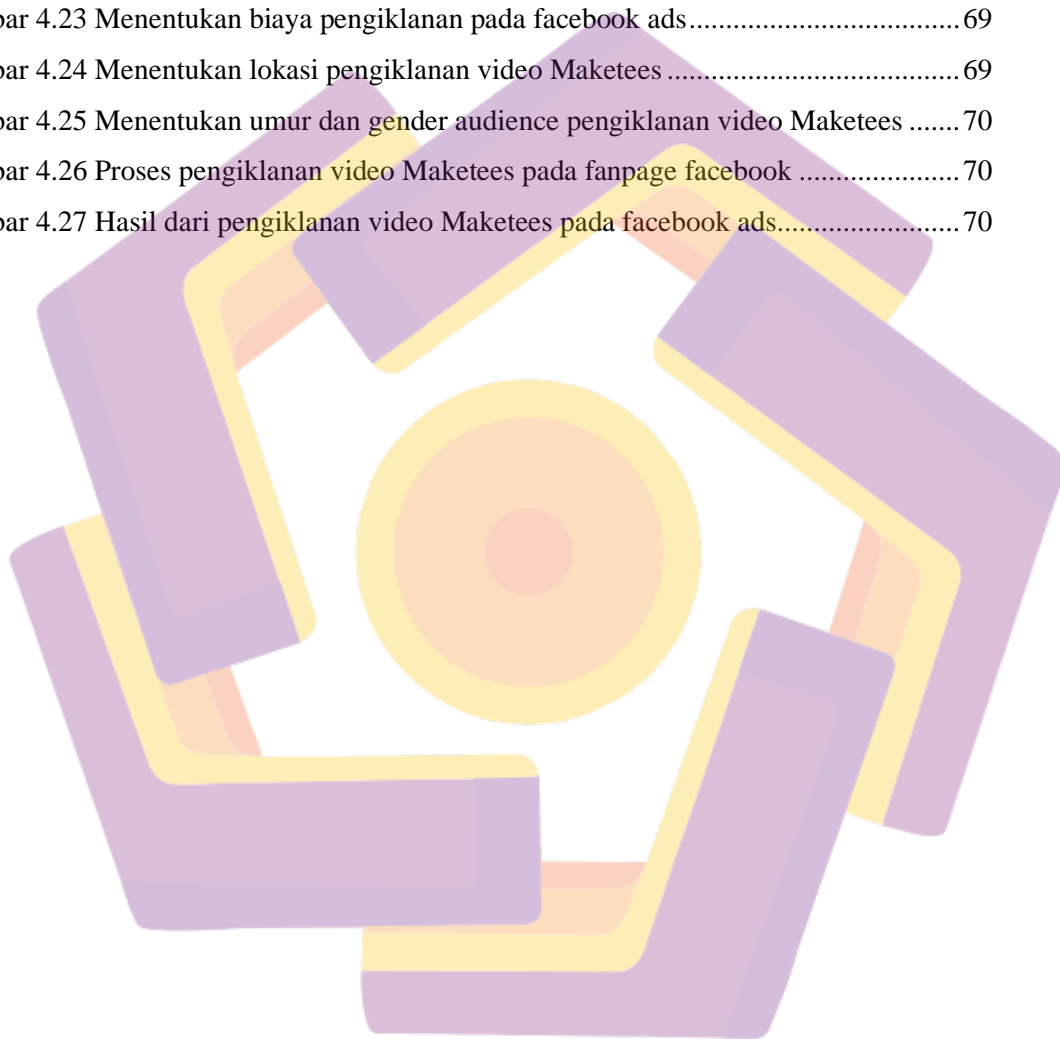 bar 4.23 Menentukan biaya pengiklanan pada facebook ads.................................... 69
bar 4.24 Menentukan lokasi pengiklanan video Maketees ....................................... 69
bar 4.25 Menentukan umur dan gender audience pengiklanan video Maketees ....... 70
bar 4.26 Proses pengiklanan video Maketees pada fanpage facebook ..................... 70
bar 4.27 Hasil dari pengiklanan video Maketees pada facebook ads........................ 70